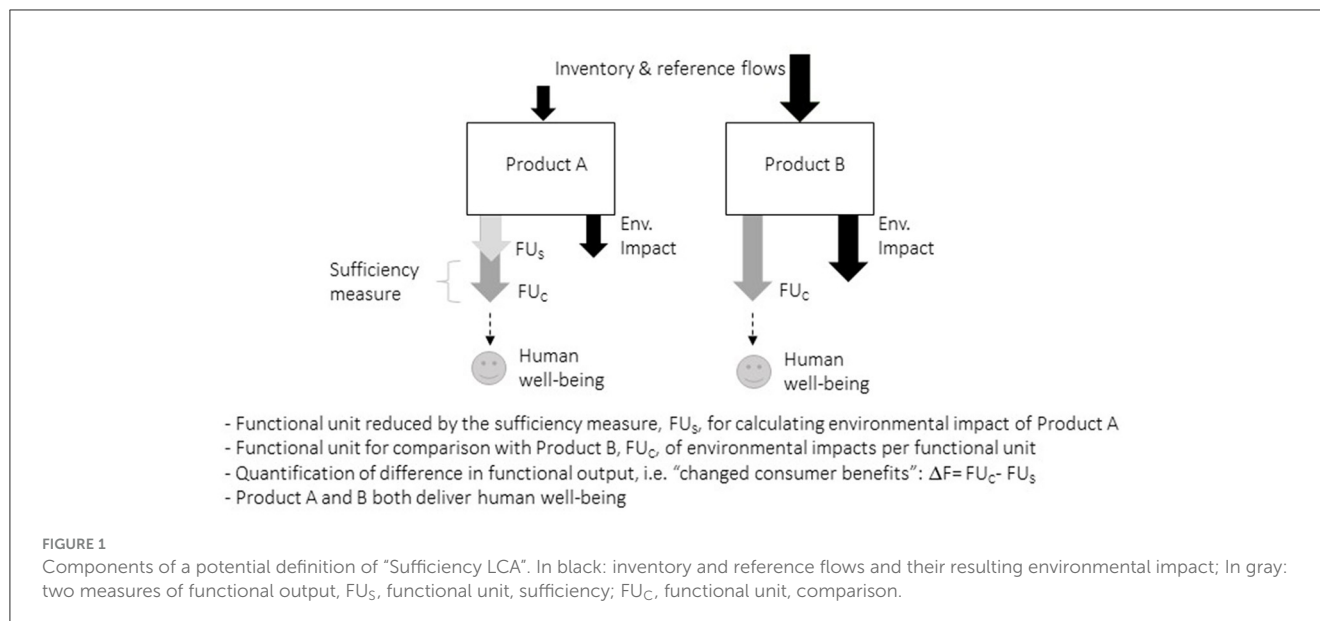 Inventory & reference flows
Product A
Product B
Env.
Impact
Env.
Impact
FUS
Sufficiency
measure
FUC
FUC
Human
well-being
Human
well-being
- Functional unit reduced by the sufficiency measure, FUS, for calculating environmental impact of Product A
- Functional unit for comparison with Product B, FUC, of environmental impacts per functional unit
- Quantification of difference in functional output, i.e. “changed consumer benefits”: ΔF= FUC- FUS
- Product A and B both deliver human well-being
FIGURE 1
Components of a potential definition of “Sufficiency LCA”. In black: inventory and reference flows and their resulting environmental impact; In gray:
two measures of functional output, FUS, functional unit, sufficiency; FUC, functional unit, comparison.